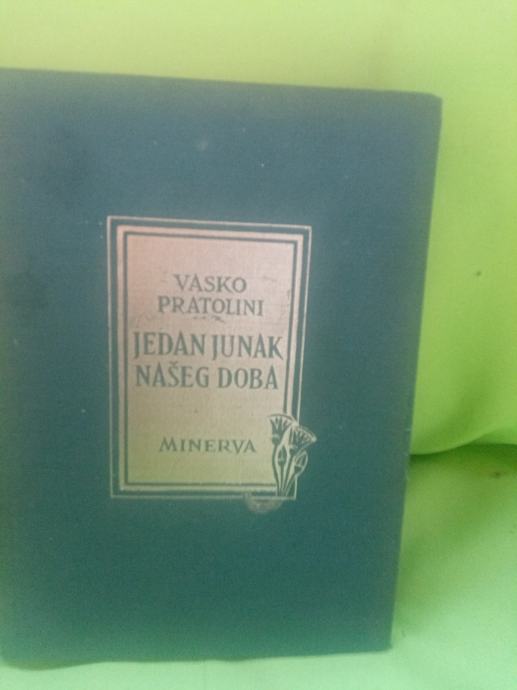 VASKO
PRATOLINI
JEDAN JUNAK
NAŠEG DOBA
MINERVA